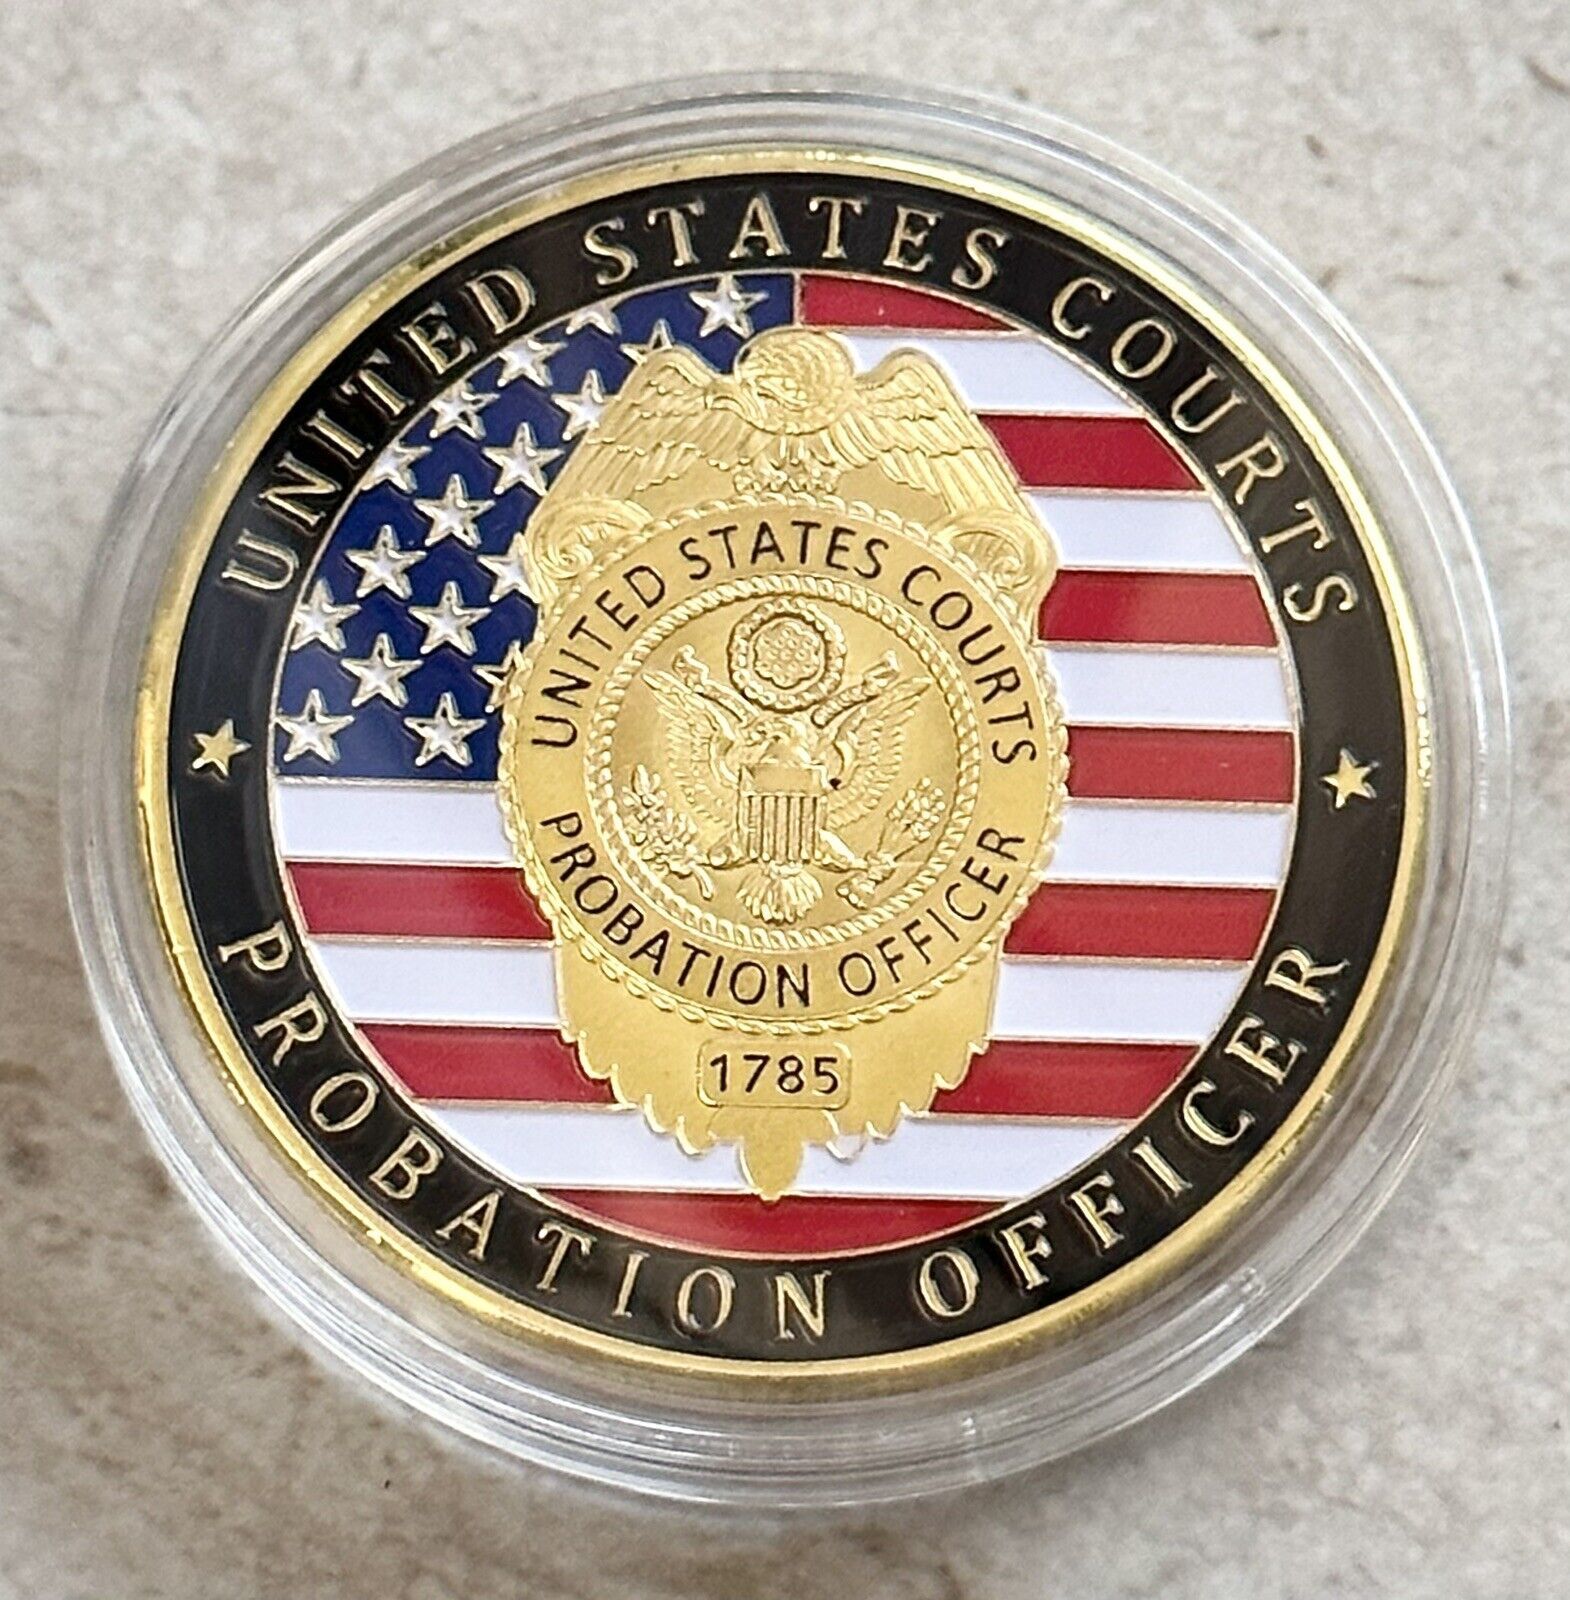 UNITED STATES COURTS
PROBATION OFFICER
UNITED STATES COURTS
PROBATION OFFICER
1785